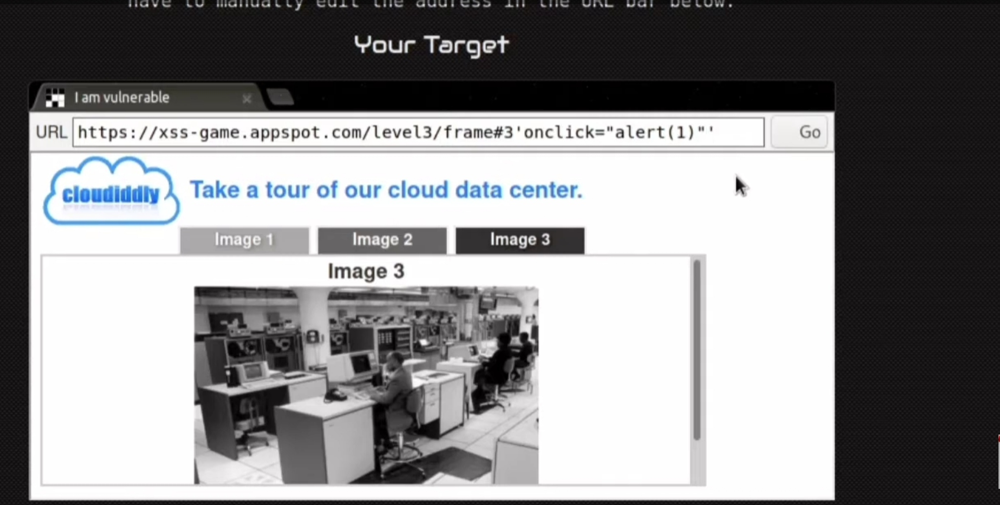 have to manually edit the address in the URL bar below.
Your Target
I am vulnerable
URL https://xss-game.appspot.com/level3/frame#3'onclick="alert(1)"' Go
cloudiddly
Take a tour of our cloud data center.
Image 1 Image 2 Image 3
Image 3